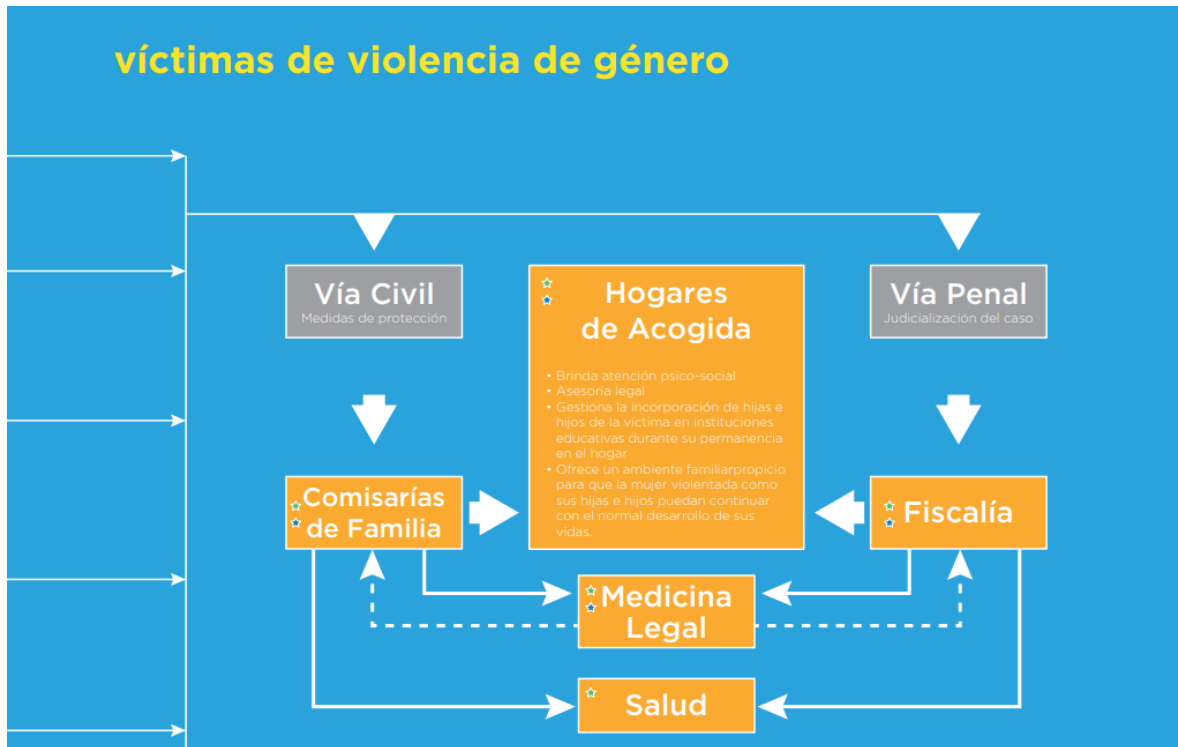 víctimas de violencia de género
Vía Civil
Medidas de protección
Hogares
de Acogida
• Brinda atención psico-social
• Asesoría legal
• Gestiona la incorporación de hijas e
hijos de la víctima en instituciones
educativas durante su permanencia
en el hogar
• Ofrece un ambiente familiarpropicio
para que la mujer violentada como
sus hijas e hijos puedan continuar
con el normal desarrollo de sus
vidas.
Vía Penal
Judicialización del caso
Comisarías
de Familia
Fiscalía
Medicina
Legal
Salud